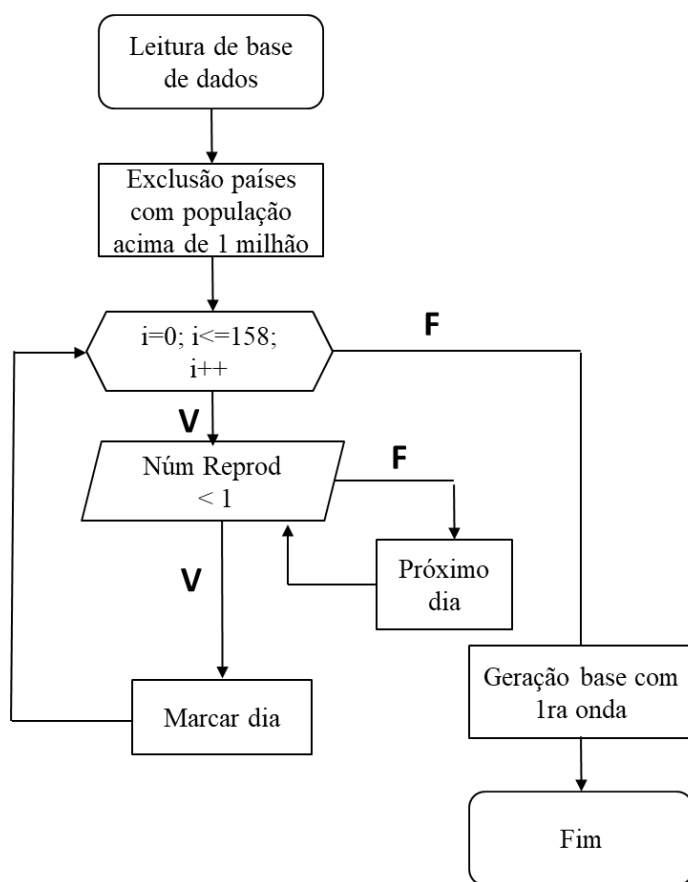 Leitura de base
de dados
Exclusão países
com população
acima de 1 milhão
i=0; i<=158;
i++
F
V
Núm Reprod
< 1
F
V
Próximo
dia
Marcar dia
Geração base com
1ra onda
Fim